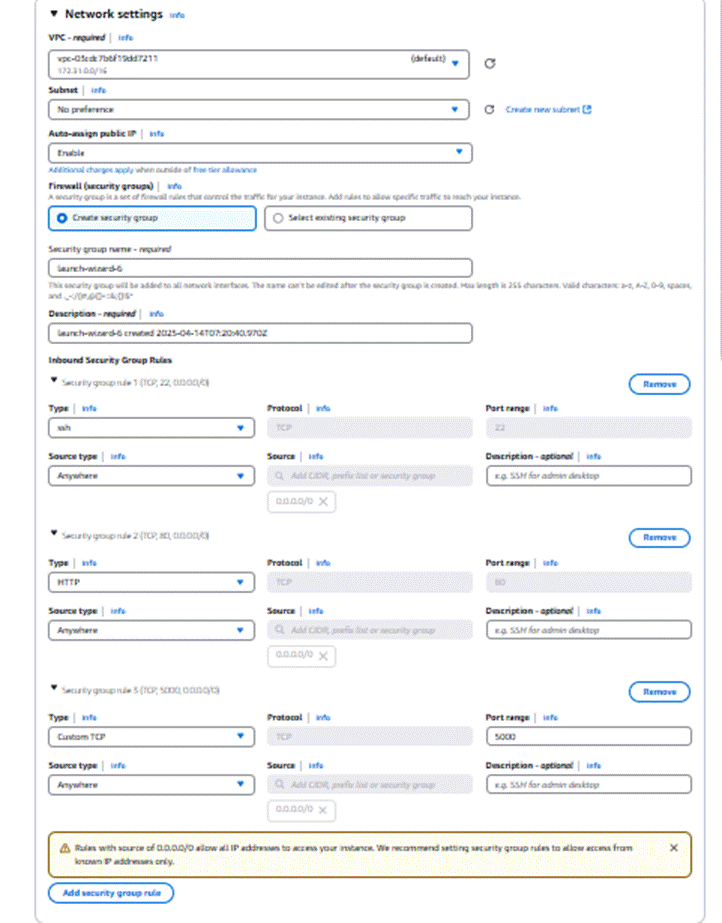 Network settings Info
VPC - required | Info
(default)
172.31.0.0/16
Subnet | Info
No preference
Create new subnet
Auto-assign public IP | Info
Enable
Additional charges apply when outside of free tier allowance
Firewall (security groups) | Info
A security group is a set of firewall rules that control the traffic for your instance. Add rules to allow specific traffic to reach your instance.
Create security group
Select existing security group
Security group name - required
launch-wizard-6
This security group will be added to all network interfaces. The name can't be edited after the security group is created. Max length is 255 characters. Valid characters: a-z, A-Z, 0-9, spaces,
and
Description - required | Info
launch-wizard-6 created 2025-04-14T07:20:40.970Z
Inbound Security Group Rules
Security group rule 1 (TCP, 22, 0.0.0.0/0)
Remove
Type | Info
Protocol | Info
Port range | Info
ssh
TCP
22
Source type | Info
Source | Info
Description - optional | Info
Anywhere
Add CIDR, prefix list or security group
e.g. SSH for admin desktop
0.0.0.0/0
Security group rule 2 (TCP, 80, 0.0.0.0/0)
Remove
Type | Info
Protocol | Info
Port range | Info
HTTP
TCP
80
Source type | Info
Source | Info
Description - optional | Info
Anywhere
Add CIDR, prefix list or security group
e.g. SSH for admin desktop
0.0.0.0/0
Security group rule 3 (TCP, 5000, 0.0.0.0/0)
Remove
Type | Info
Protocol | Info
Port range | Info
Custom TCP
TCP
5000
Source type | Info
Source | Info
Description - optional | Info
Anywhere
Add CIDR, prefix list or security group
e.g. SSH for admin desktop
0.0.0.0/0
Rules with source of 0.0.0.0/0 allow all IP addresses to access your instance. We recommend setting security group rules to allow access from
known IP addresses only.
Add security group rule